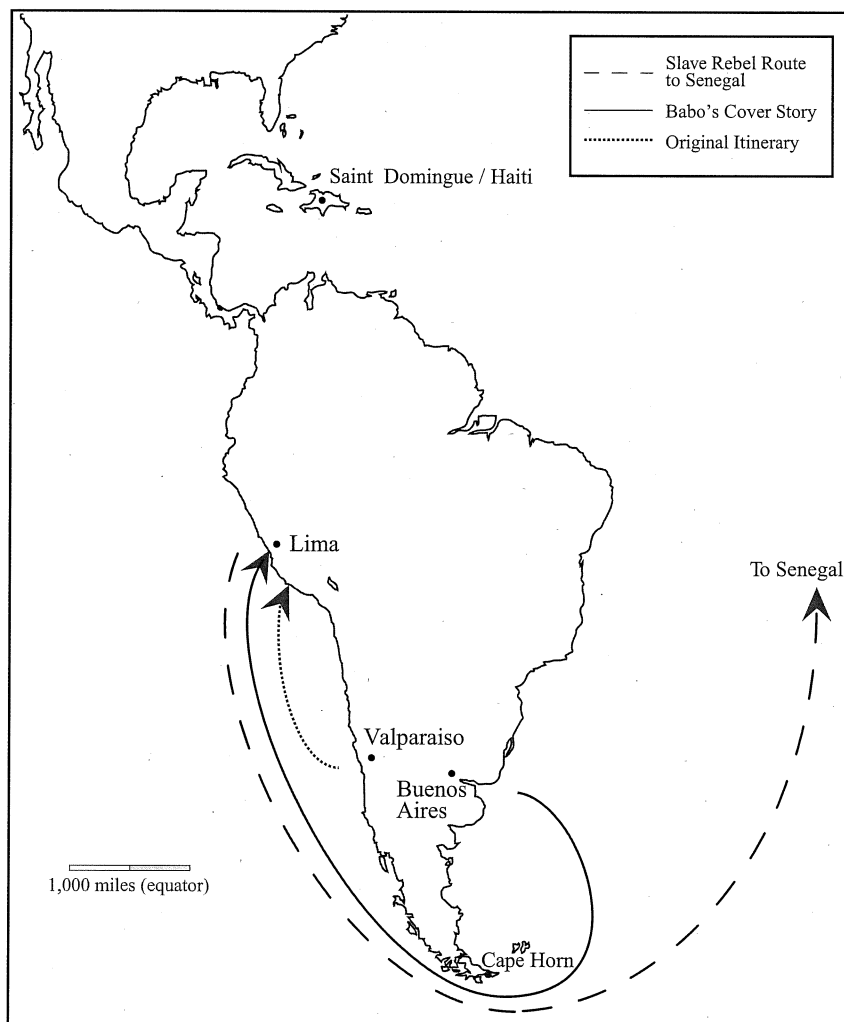 Slave Rebel Route
to Senegal
Babo's Cover Story
Original Itinerary
Saint Domingue / Haiti
Lima
To Senegal
Valparaiso
Buenos
Aires
1,000 miles (equator)
Cape Horn